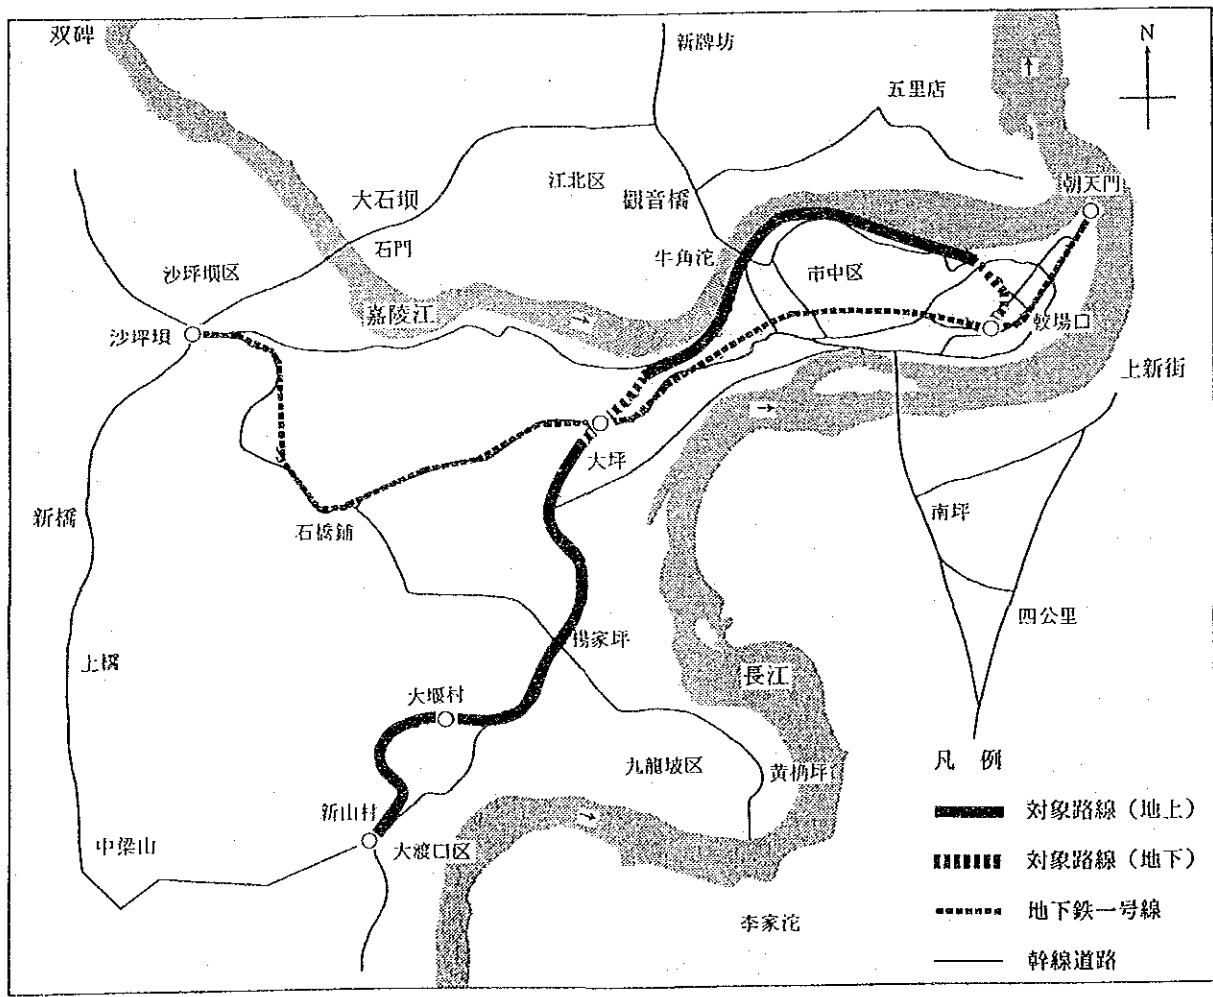 双碑
新牌坊
N
五里店
江北区
朝天門
大石坝
観音橋
石門
牛角沱
沙坪坝区
市中区
嘉陵江
沙坪坝
較場口
上新街
大坪
新橋
石橋鋪
南坪
四公里
楊家坪
上橋
長江
大堰村
九龍坡区
黄桷坪
新山村
中梁山
大渡口区
李家沱
凡 例
対象路線(地上)
対象路線(地下)
地下鉄一号線
幹線道路